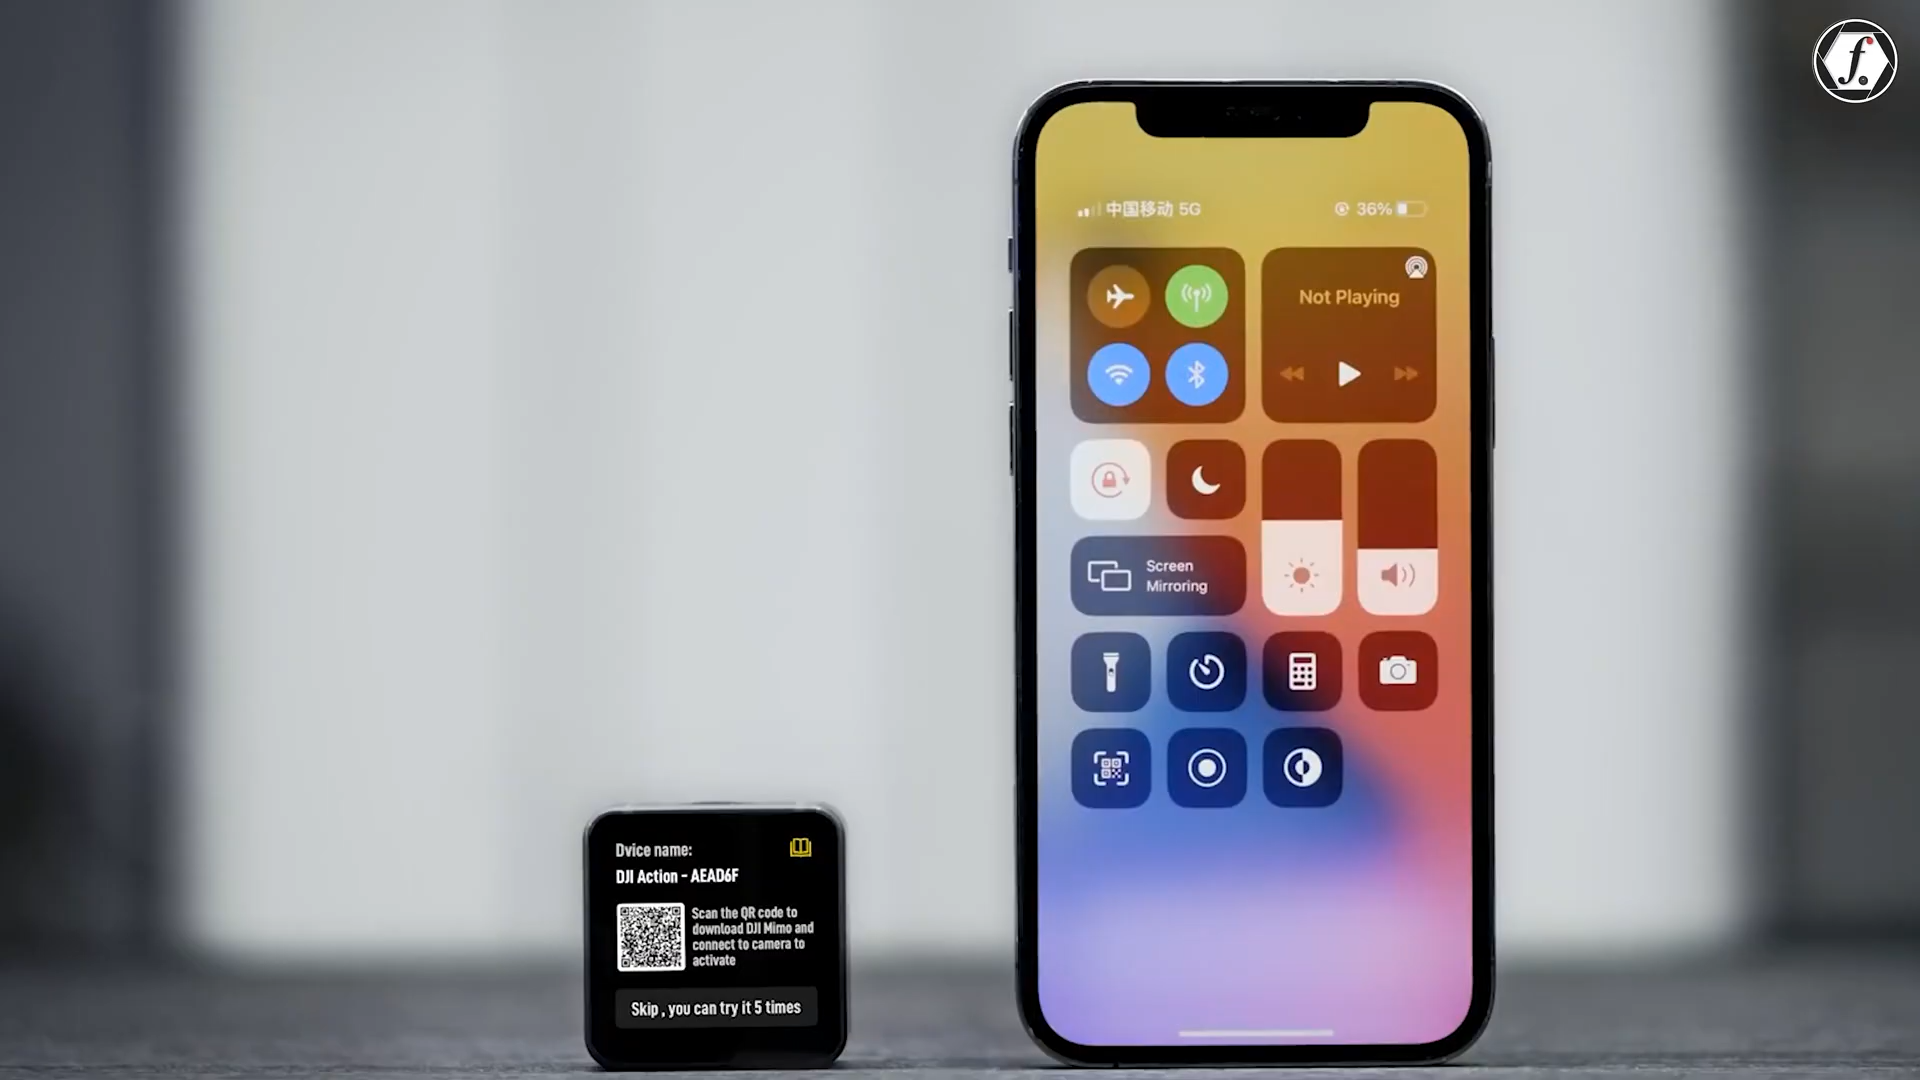 f.
中国移动 5G
36%
Not Playing
Screen
Mirroring
Dvice name:
DJI Action - AEAD6F
Scan the QR code to
download DJI Mimo and
connect to camera to
activate
Skip , you can try it 5 times